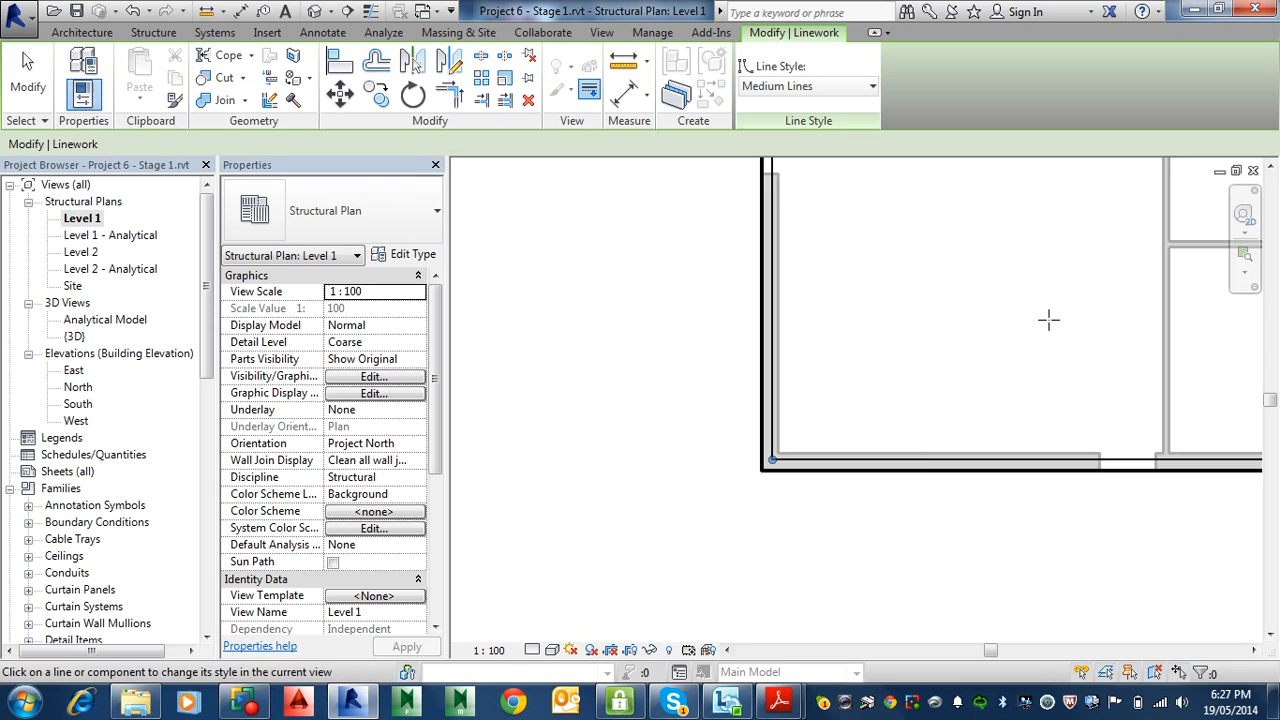 Project 6 - Stage 1.rvt - Structural Plan: Level 1
Type a keyword or phrase
Sign In
Architecture
Structure
Systems
Insert
Annotate
Analyze
Massing & Site
Collaborate
View
Manage
Add-Ins
Modify | Linework
Modify
Paste
Cope
Cut
Join
Line Style:
Medium Lines
Select
Properties
Clipboard
Geometry
Modify
View
Measure
Create
Line Style
Modify | Linework
Project Browser - Project 6 - Stage 1.rvt
Views (all)
Structural Plans
Level 1
Level 1 - Analytical
Level 2
Level 2 - Analytical
Site
3D Views
Analytical Model
{3D}
Elevations (Building Elevation)
East
North
South
West
Legends
Schedules/Quantities
Sheets (all)
Families
Annotation Symbols
Boundary Conditions
Cable Trays
Ceilings
Conduits
Curtain Panels
Curtain Systems
Curtain Wall Mullions
Detail Items
Properties
Structural Plan
Structural Plan: Level 1
Edit Type
Graphics
View Scale 1 : 100
Scale Value 1: 100
Display Model Normal
Detail Level Coarse
Parts Visibility Show Original
Visibility/Graphi... Edit...
Graphic Display ... Edit...
Underlay None
Underlay Orient... Plan
Orientation Project North
Wall Join Display Clean all wall j...
Discipline Structural
Color Scheme L... Background
Color Scheme <none>
System Color Sc... Edit...
Default Analysis ... None
Sun Path
Identity Data
View Template <None>
View Name Level 1
Dependency Independent
Properties help
Apply
2D
1 : 100
Click on a line or component to change its style in the current view
:0
Main Model
:0
6:27 PM
19/05/2014